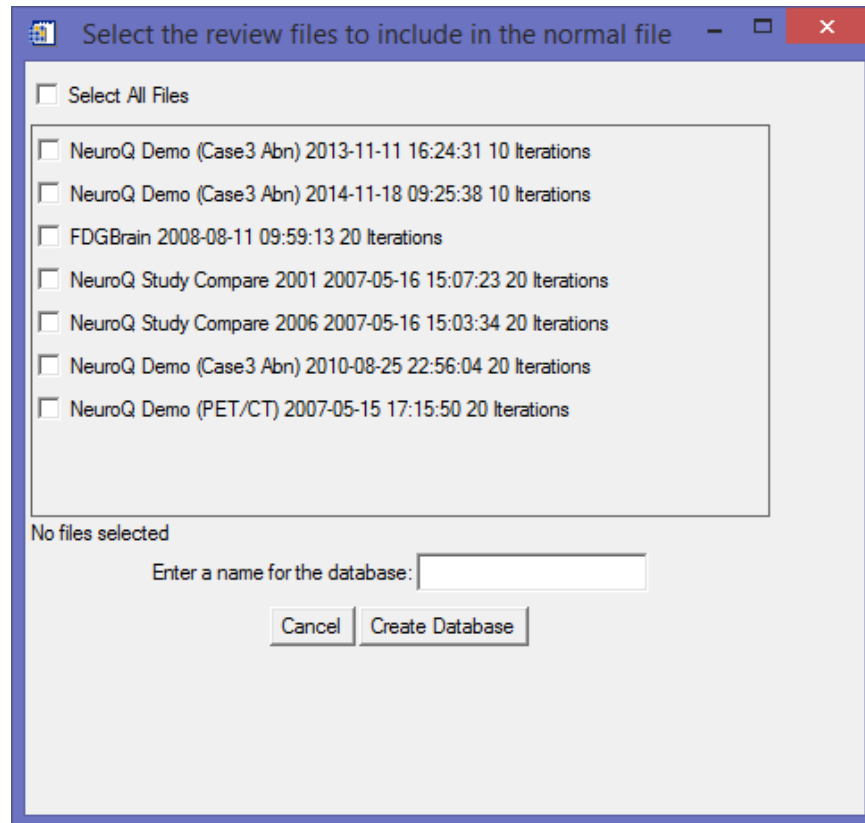 Select the review files to include in the normal file
Select All Files
NeuroQ Demo (Case3 Abn) 2013-11-11 16:24:31 10 Iterations
NeuroQ Demo (Case3 Abn) 2014-11-18 09:25:38 10 Iterations
FDGBrain 2008-08-11 09:59:13 20 Iterations
NeuroQ Study Compare 2001 2007-05-16 15:07:23 20 Iterations
NeuroQ Study Compare 2006 2007-05-16 15:03:34 20 Iterations
NeuroQ Demo (Case3 Abn) 2010-08-25 22:56:04 20 Iterations
NeuroQ Demo (PET/CT) 2007-05-15 17:15:50 20 Iterations
No files selected
Enter a name for the database:
Cancel Create Database